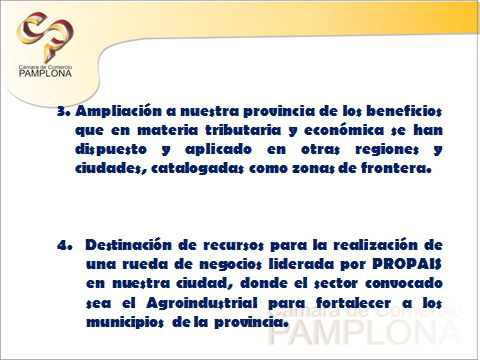 Camara de Comercio
PAMPLONA
3. Ampliación a nuestra provincia de los beneficios
que en materia tributaria y económica se han
dispuesto y aplicado en otras regiones y
ciudades, catalogadas como zonas de frontera.
4. Destinación de recursos para la realización de
una rueda de negocios liderada por PROPAIS
en nuestra ciudad, donde el sector convocado
sea el Agroindustrial para fortalecer a los
municipios de la provincia.
Camara de Comercio
PAMPLONA